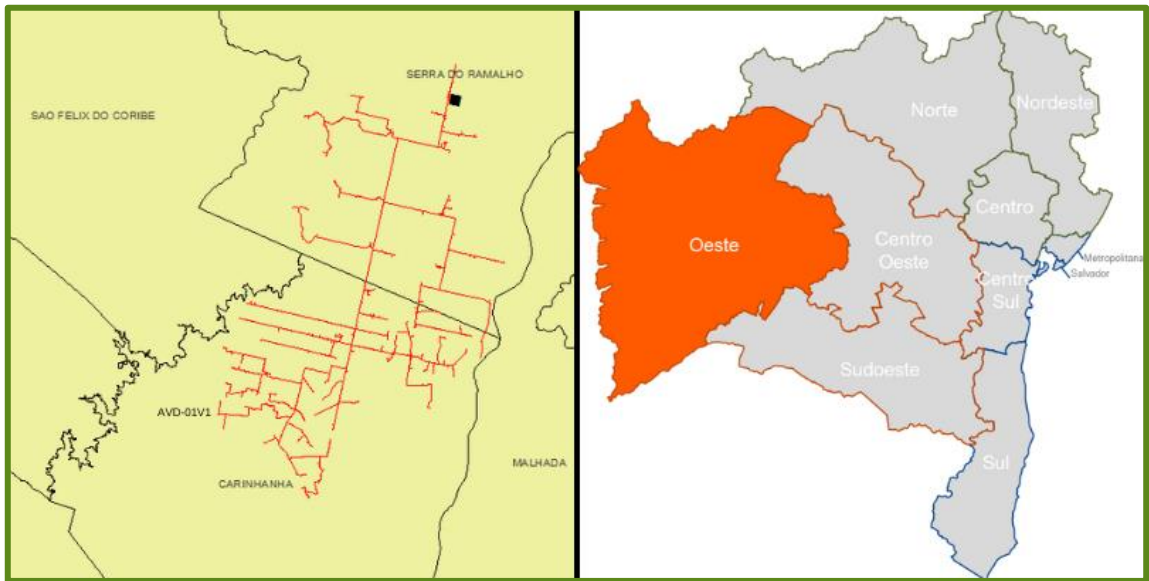 SERRA DO RAMALHO
SAO FELIX DO CORIBE
AVD-01V1
CARINHANHA
MALHADA
Norte
Nordeste
Centro
Oeste
Centro
Oeste
Metropolitana
Salvador
Centro
Sul
Sudoeste
Sul